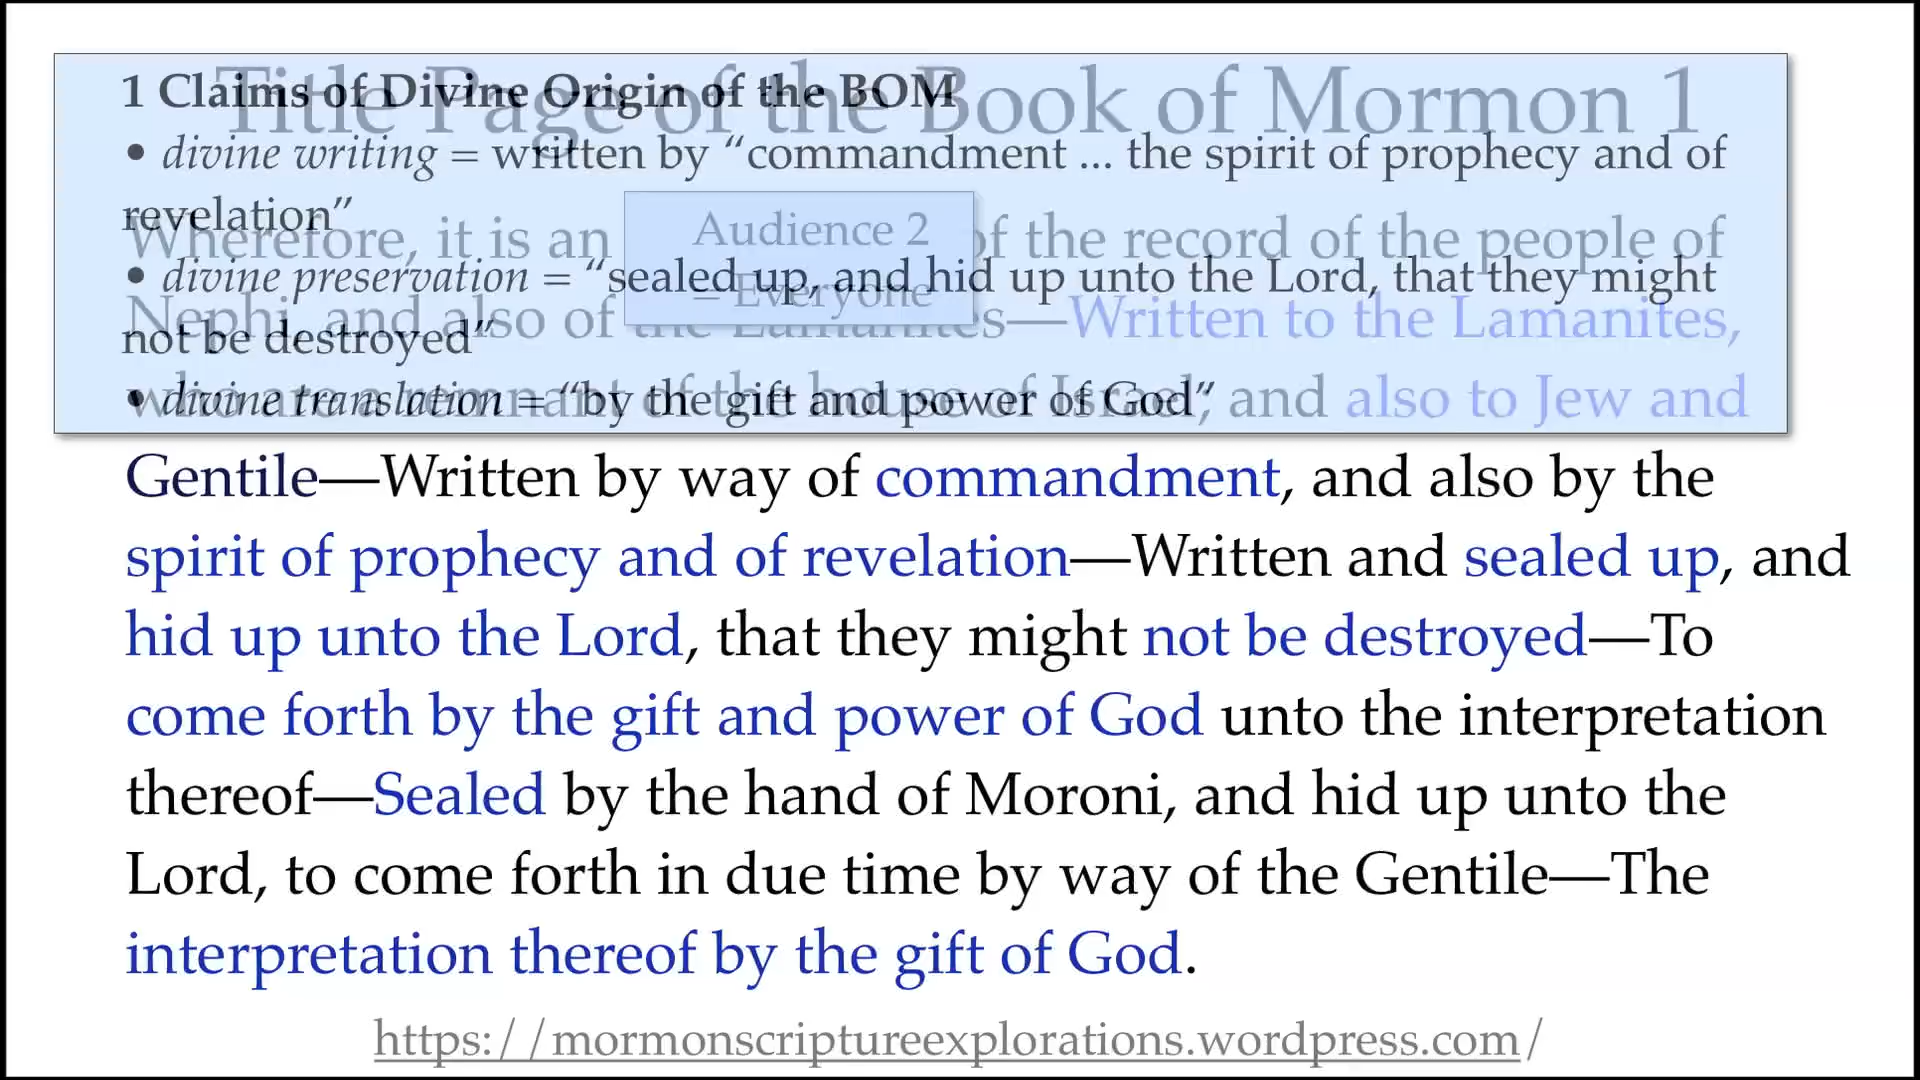 Title Page of the Book of Mormon 1
1 Claims of Divine Origin of the BOM
• divine writing = written by “commandment ... the spirit of prophecy and of
revelation”
• divine preservation = “sealed up, and hid up unto the Lord, that they might
not be destroyed”
• divine translation = “by the gift and power of God”
Audience 2
= Everyone
Wherefore, it is an of the record of the people of
Nephi, and also of the Lamanites—Written to the Lamanites,
who are a remnant of the house of Israel; and also to Jew and
Gentile—Written by way of commandment, and also by the
spirit of prophecy and of revelation—Written and sealed up, and
hid up unto the Lord, that they might not be destroyed—To
come forth by the gift and power of God unto the interpretation
thereof—Sealed by the hand of Moroni, and hid up unto the
Lord, to come forth in due time by way of the Gentile—The
interpretation thereof by the gift of God.
https://mormonscriptureexplorations.wordpress.com/